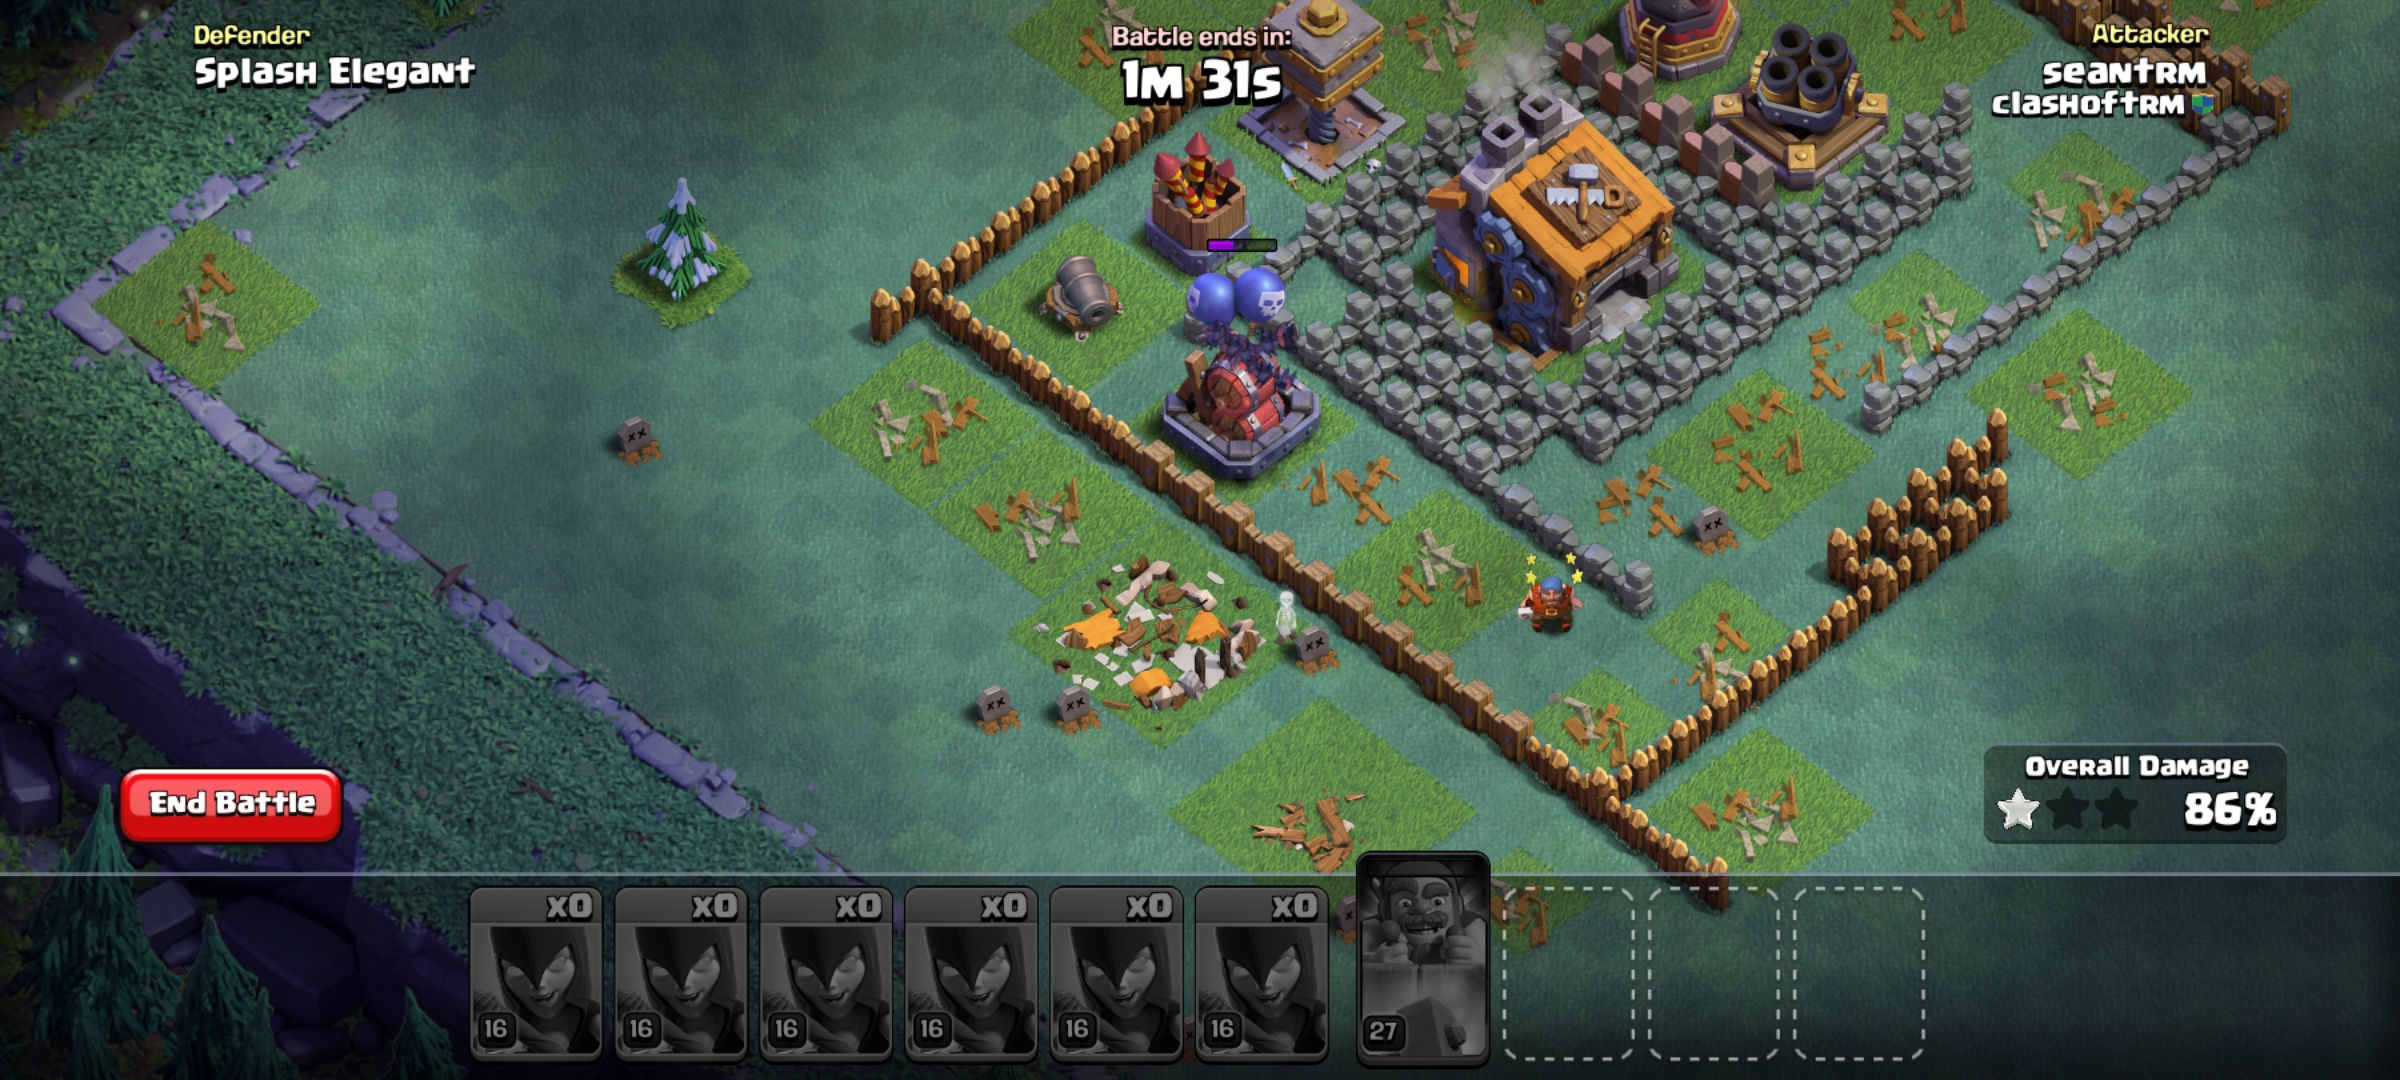 Defender
Splash Elegant
Battle ends in:
1M 31s
Attacker
seantrm
clashoftrm
End Battle
Overall Damage
86%
x0
x0
x0
x0
x0
x0
16
16
16
16
16
16
27